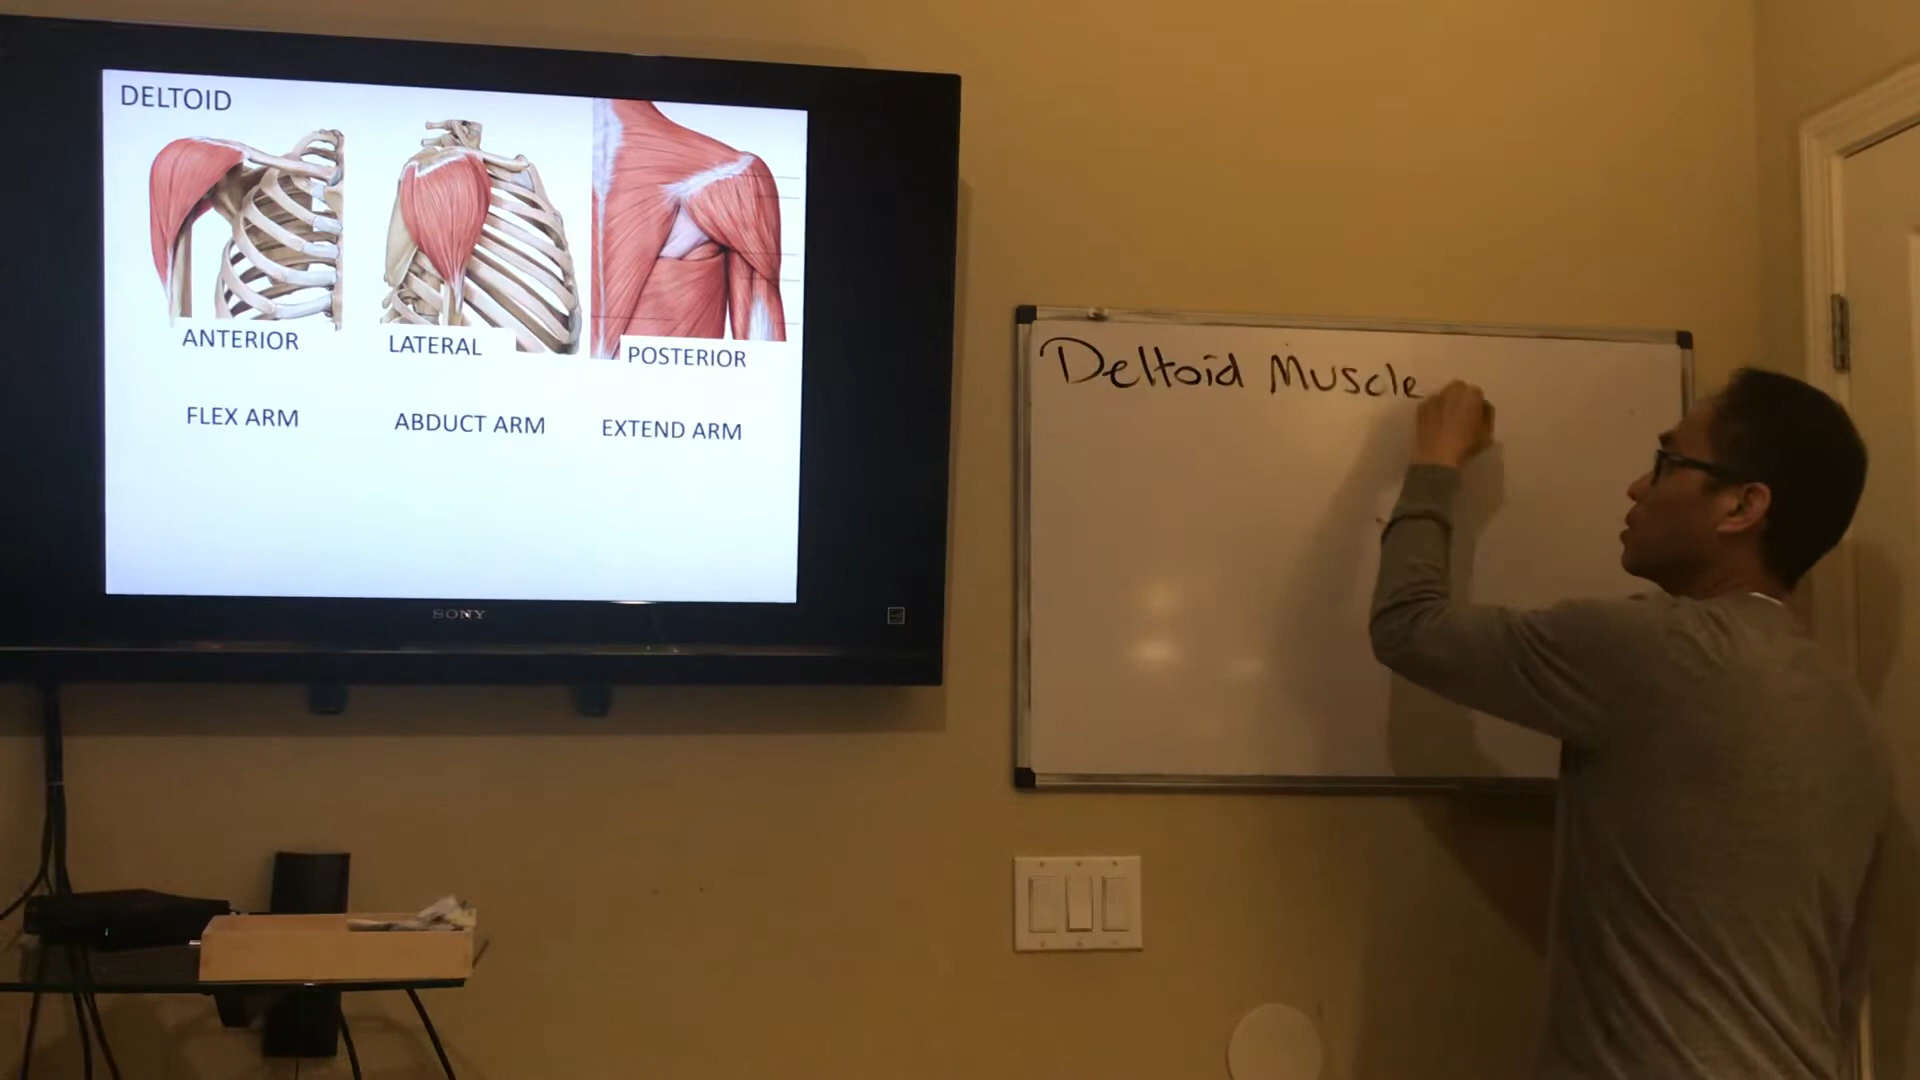 DELTOID
ANTERIOR LATERAL POSTERIOR
FLEX ARM ABDUCT ARM EXTEND ARM
SONY
Deltoid Muscle